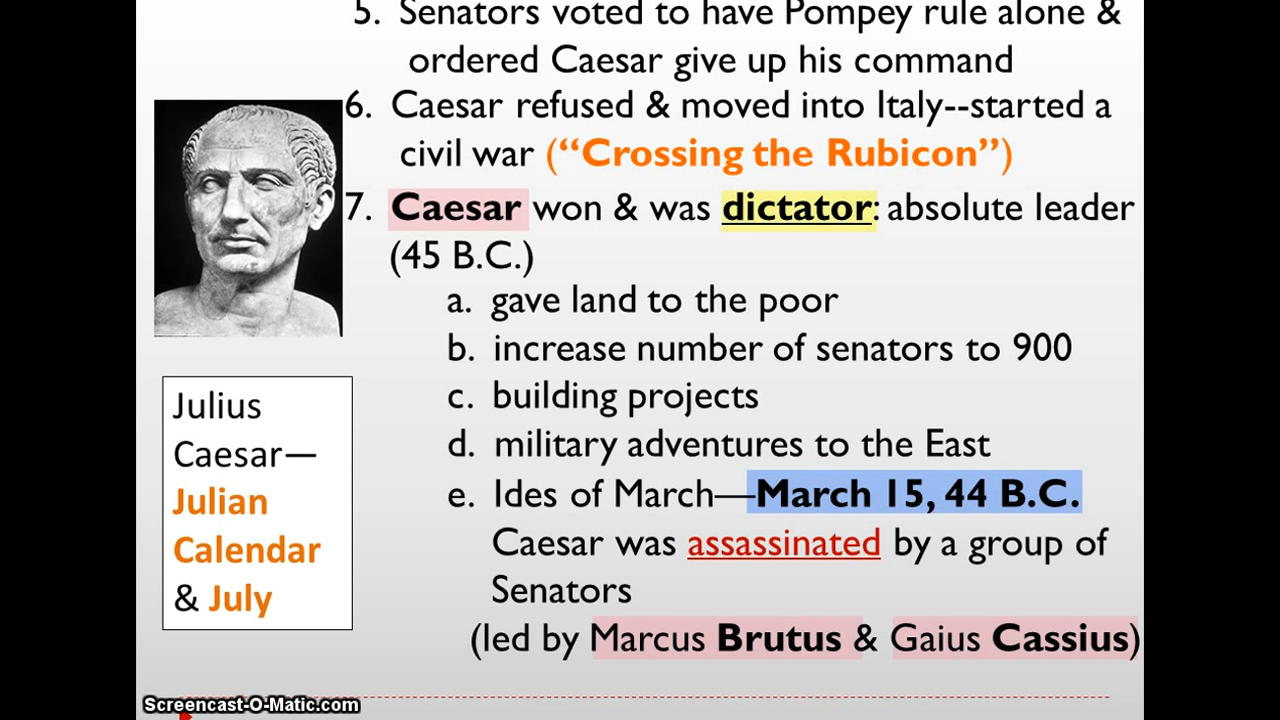 5. Senators voted to have Pompey rule alone &
ordered Caesar give up his command
6. Caesar refused & moved into Italy--started a
civil war (“Crossing the Rubicon”)
7. Caesar won & was dictator: absolute leader
(45 B.C.)
a. gave land to the poor
b. increase number of senators to 900
c. building projects
d. military adventures to the East
e. Ides of March—March 15, 44 B.C.
Caesar was assassinated by a group of
Senators
(led by Marcus Brutus & Gaius Cassius)
Julius
Caesar—
Julian
Calendar
& July
Screencast-O-Matic.com